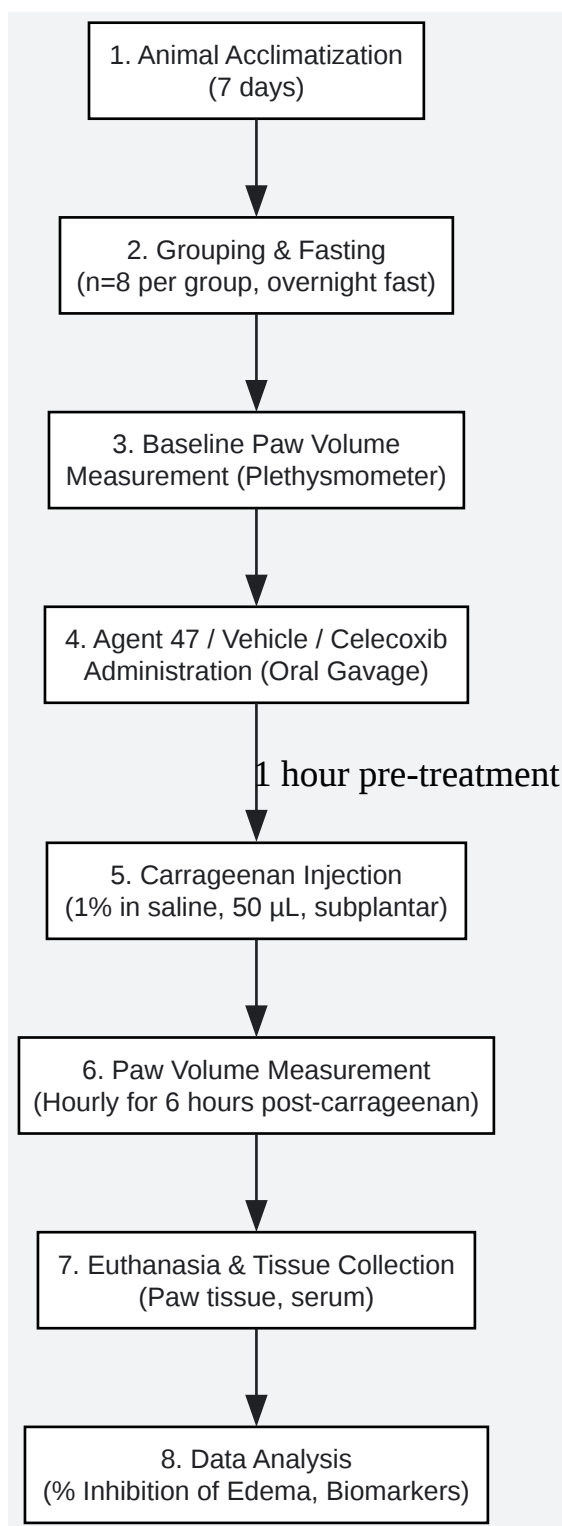 1. Animal Acclimatization
(7 days)
2. Grouping & Fasting
(n=8 per group, overnight fast)
3. Baseline Paw Volume
Measurement (Plethysmometer)
4. Agent 47 / Vehicle / Celecoxib
Administration (Oral Gavage)
1 hour pre-treatment
5. Carrageenan Injection
(1% in saline, 50 µL, subplantar)
6. Paw Volume Measurement
(Hourly for 6 hours post-carrageenan)
7. Euthanasia & Tissue Collection
(Paw tissue, serum)
8. Data Analysis
(% Inhibition of Edema, Biomarkers)